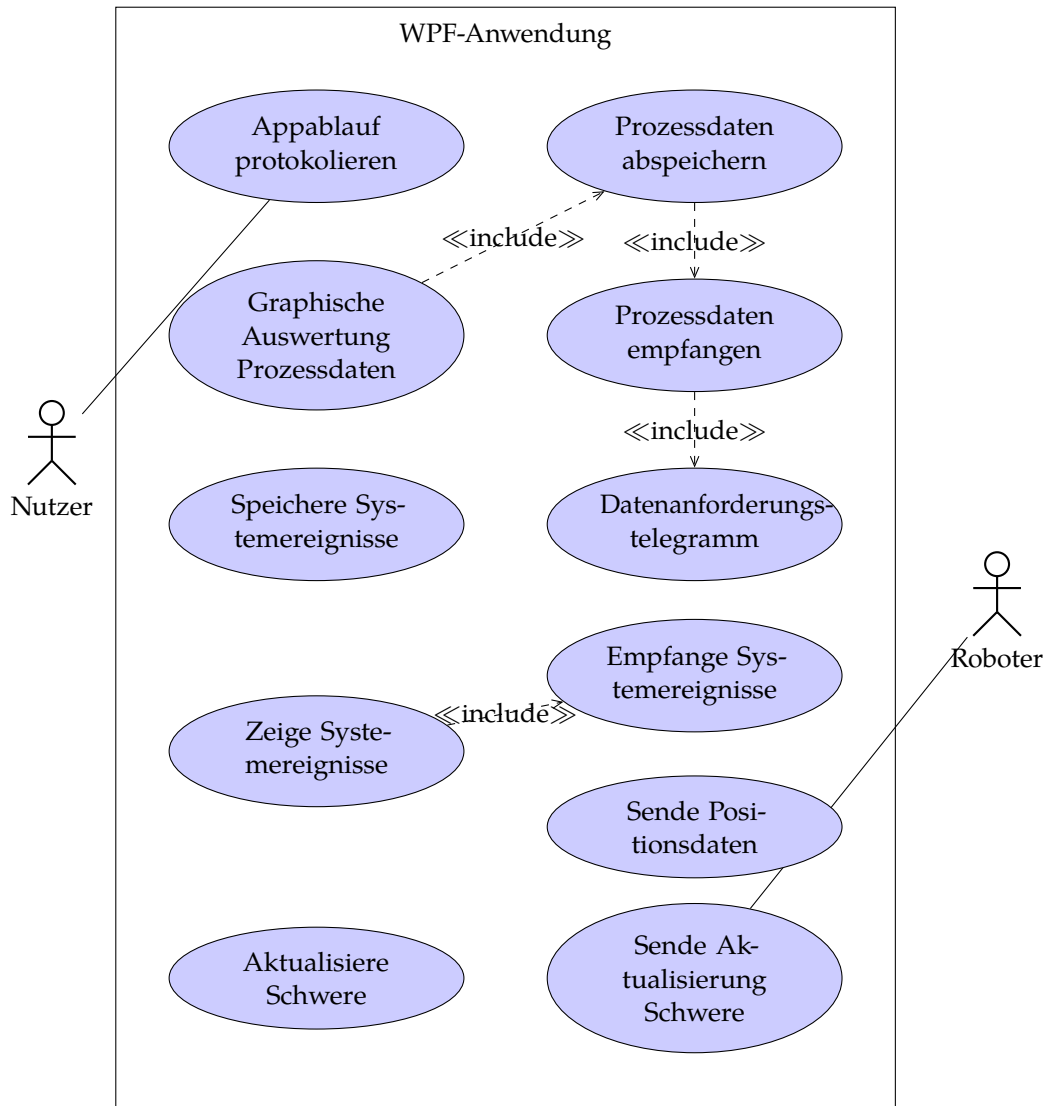 WPF-Anwendung
Appablauf
protokolieren
Prozessdaten
abspeichern
≪include≫
≪include≫
Graphische
Auswertung
Prozessdaten
Prozessdaten
empfangen
≪include≫
Nutzer
Speichere Sys-
temereignisse
Datenanforderungs-
telegramm
Roboter
Empfange Sys-
temereignisse
≪include≫
Zeige Syste-
mereignisse
Sende Posi-
tionsdaten
Aktualisiere
Schwere
Sende Ak-
tualisierung
Schwere